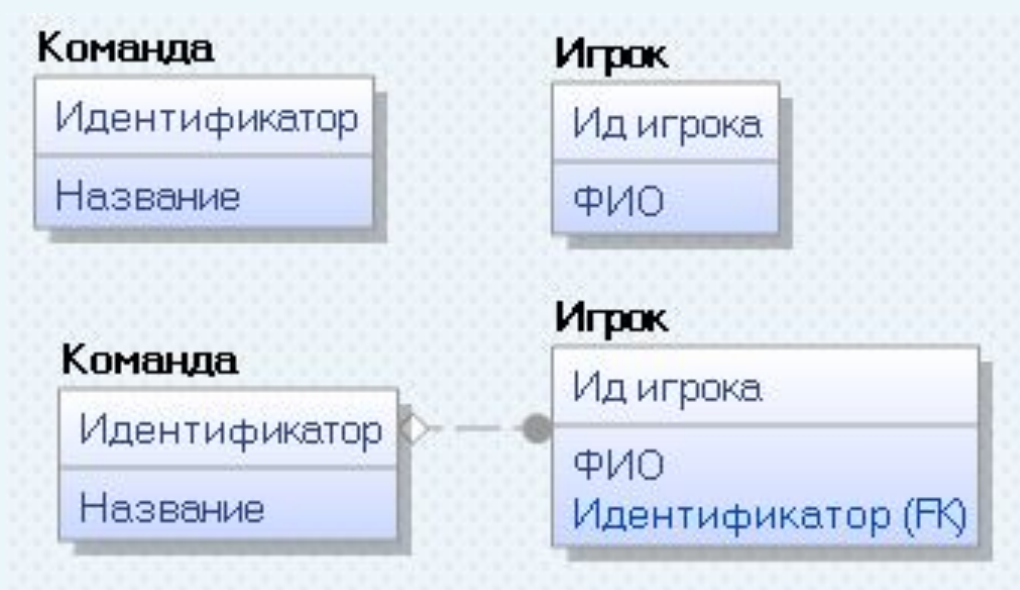 Команда
Идентификатор
Название
Игрок
Ид игрока
ФИО
Команда
Идентификатор
Название
Игрок
Ид игрока
ФИО
Идентификатор (FK)